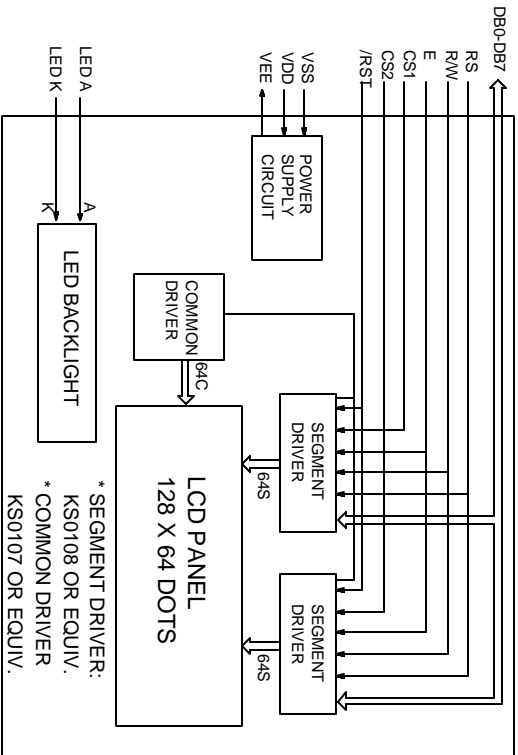 DB0-DB7
RS
R/W
E
CS1
CS2
/RST
VSS
VDD
VEE
LED A
LED K
POWER
SUPPLY
CIRCUIT
A
K
LED BACKLIGHT
COMMON
DRIVER
64C
SEGMENT
DRIVER
64S
SEGMENT
DRIVER
64S
LCD PANEL
128 X 64 DOTS
* SEGMENT DRIVER:
KS0108 OR EQUIV.
* COMMON DRIVER
KS0107 OR EQUIV.